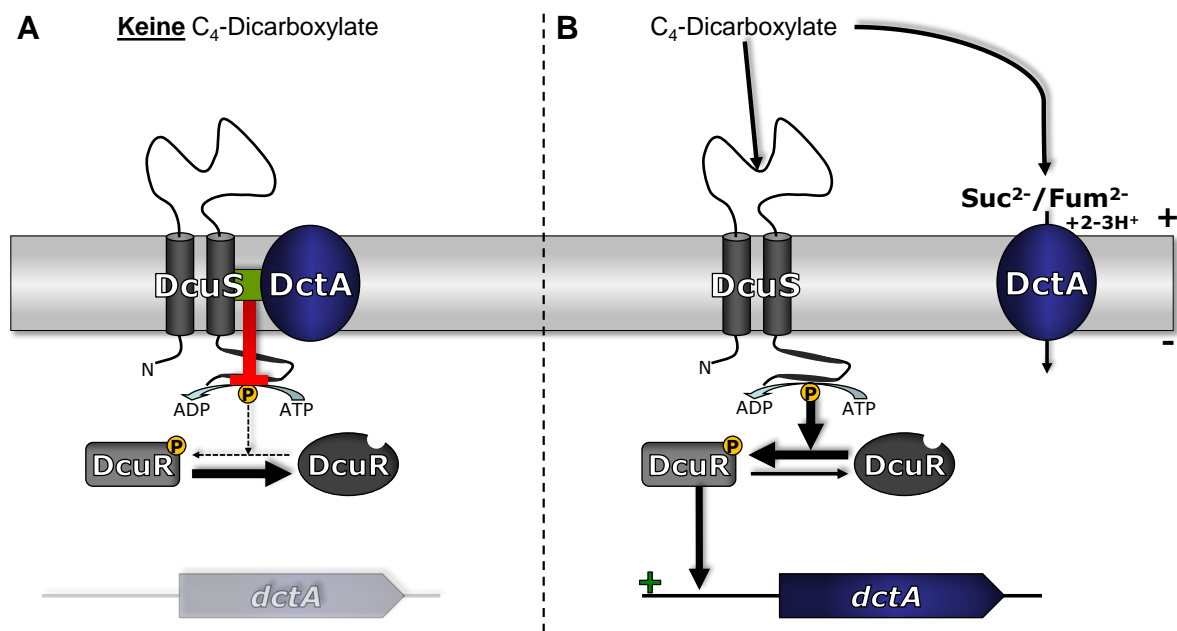 A
Keine C₄-Dicarboxylate
DcuS
DctA
N
P
ADP
ATP
P
DcuR
DcuR
dctA
B
C₄-Dicarboxylate
Suc²⁻/Fum²⁻
+2-3H⁺
+
DcuS
DctA
-
N
P
ADP
ATP
P
DcuR
DcuR
+
dctA